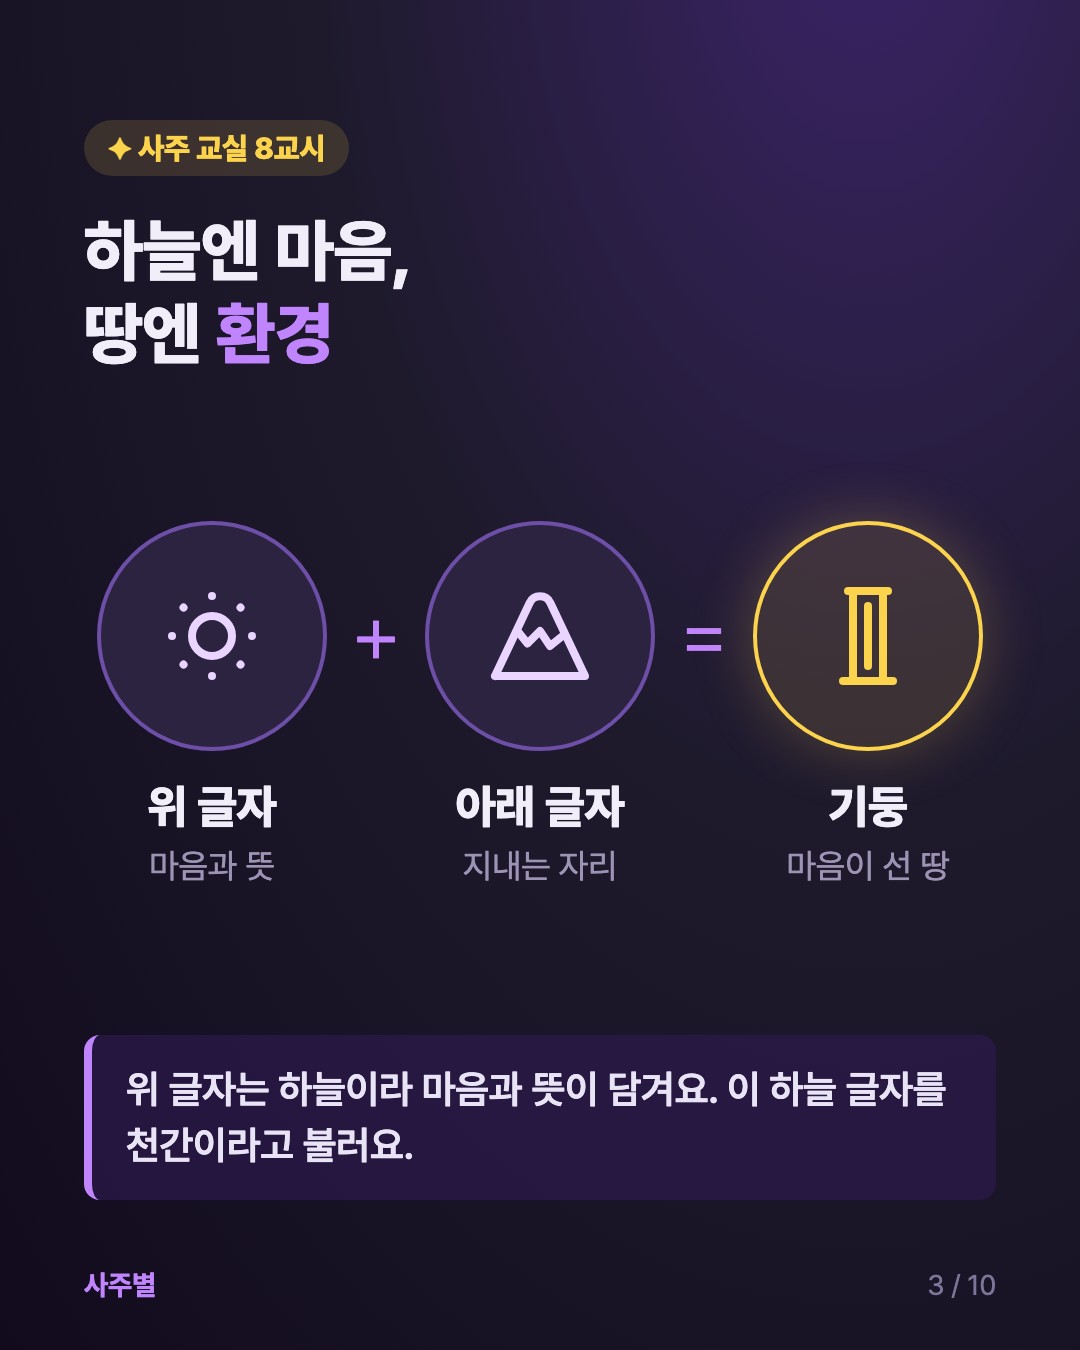 ✦ 사주 교실 8교시
하늘엔 마음,
땅엔 환경
+
=
위 글자
아래 글자
기둥
마음과 뜻
지내는 자리
마음이 선 땅
위 글자는 하늘이라 마음과 뜻이 담겨요. 이 하늘 글자를
천간이라고 불러요.
사주별
3 / 10